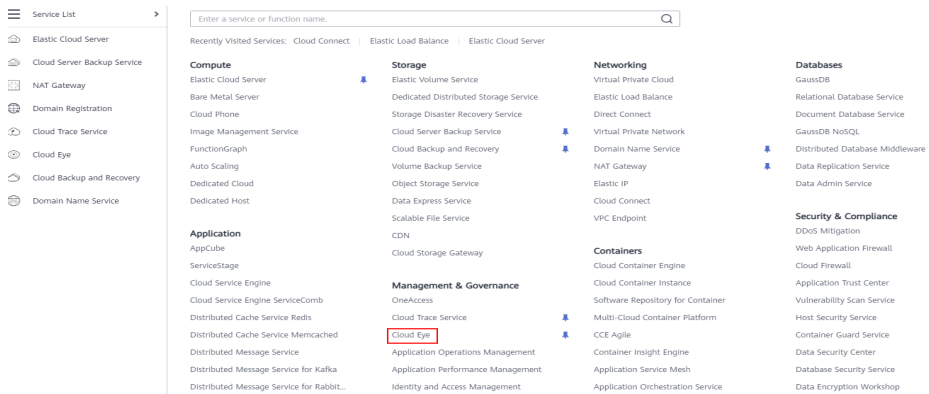 Service List
Elastic Cloud Server
Cloud Server Backup Service
NAT Gateway
Domain Registration
Cloud Trace Service
Cloud Eye
Cloud Backup and Recovery
Domain Name Service
Enter a service or function name.
Recently Visited Services: Cloud Connect | Elastic Load Balance | Elastic Cloud Server
Compute
Elastic Cloud Server
Bare Metal Server
Cloud Phone
Image Management Service
FunctionGraph
Auto Scaling
Dedicated Cloud
Dedicated Host
Application
AppCube
ServiceStage
Cloud Service Engine
Cloud Service Engine ServiceComb
Distributed Cache Service Redis
Distributed Cache Service Memcached
Distributed Message Service
Distributed Message Service for Kafka
Distributed Message Service for Rabbit...
Storage
Elastic Volume Service
Dedicated Distributed Storage Service
Storage Disaster Recovery Service
Cloud Server Backup Service
Cloud Backup and Recovery
Volume Backup Service
Object Storage Service
Data Express Service
Scalable File Service
CDN
Cloud Storage Gateway
Management & Governance
OneAccess
Cloud Trace Service
Cloud Eye
Application Operations Management
Application Performance Management
Identity and Access Management
Networking
Virtual Private Cloud
Elastic Load Balance
Direct Connect
Virtual Private Network
Domain Name Service
NAT Gateway
Elastic IP
Cloud Connect
VPC Endpoint
Containers
Cloud Container Engine
Cloud Container Instance
Software Repository for Container
Multi-Cloud Container Platform
CCE Agile
Container Insight Engine
Application Service Mesh
Application Orchestration Service
Databases
GaussDB
Relational Database Service
Document Database Service
GaussDB NoSQL
Distributed Database Middleware
Data Replication Service
Data Admin Service
Security & Compliance
DDoS Mitigation
Web Application Firewall
Cloud Firewall
Application Trust Center
Vulnerability Scan Service
Host Security Service
Container Guard Service
Data Security Center
Database Security Service
Data Encryption Workshop